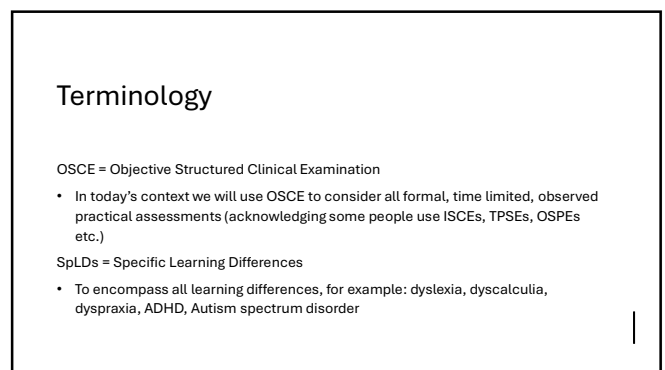 Terminology
OSCE = Objective Structured Clinical Examination
• In today's context we will use OSCE to consider all formal, time limited, observed
practical assessments (acknowledging some people use ISCEs, TPSEs, OSPEs
etc.)
SpLDs = Specific Learning Differences
• To encompass all learning differences, for example: dyslexia, dyscalculia,
dyspraxia, ADHD, Autism spectrum disorder